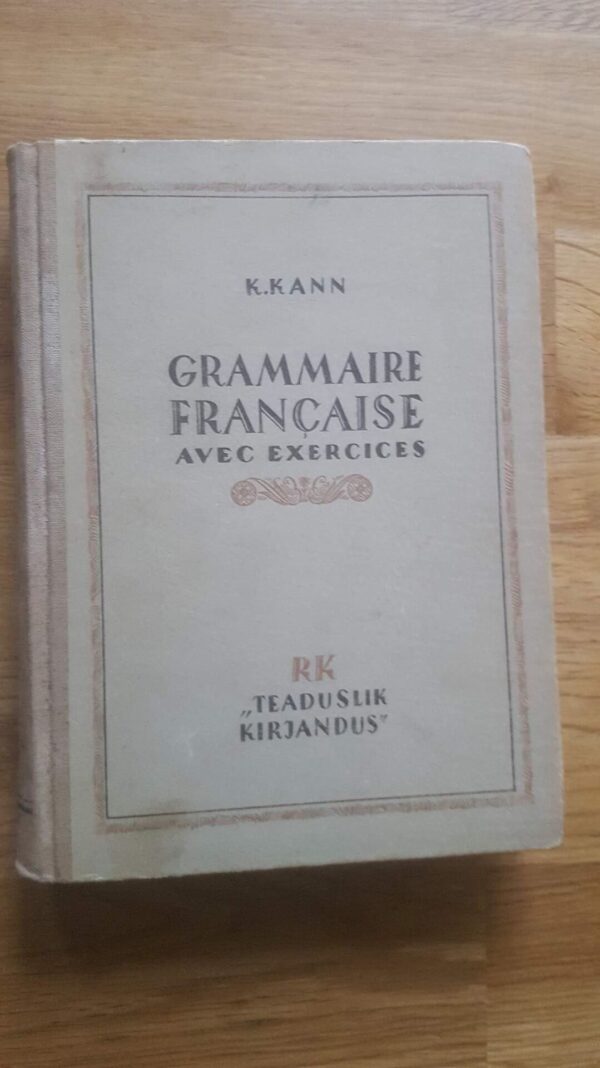 K. KANN
GRAMMAIRE
FRANÇAISE
AVEC EXERCICES
RK
„TEADUSLIK
KIRJANDUS”